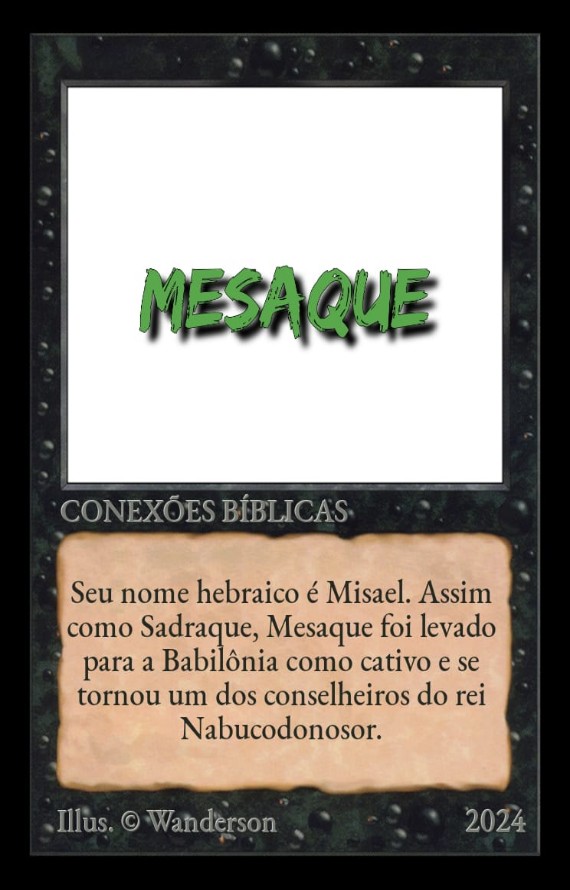 MESAQUE
CONEXÕES BÍBLICAS
Seu nome hebraico é Misael. Assim
como Sadraque, Mesaque foi levado
para a Babilônia como cativo e se
tornou um dos conselheiros do rei
Nabucodonosor.
Illus. © Wanderson 2024